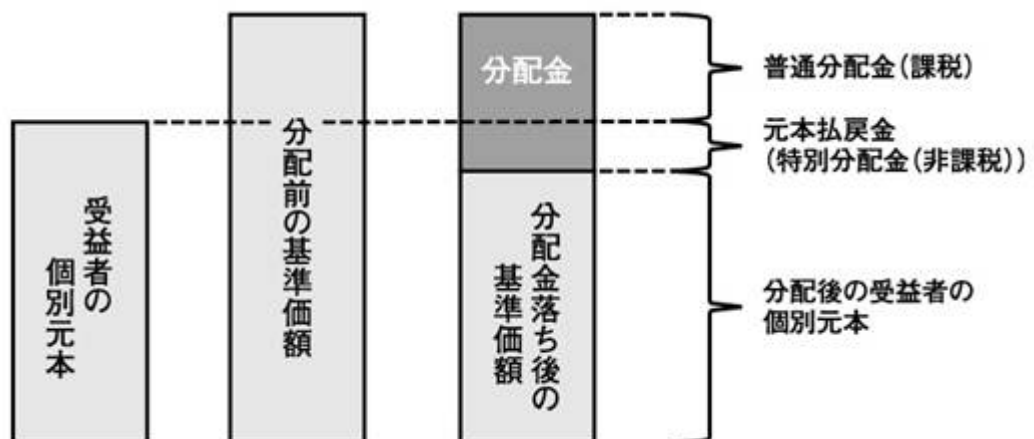 受益者の
個別元本
分配前の基準価額
分配金
分配金落ち後の
基準価額
普通分配金(課税)
元本払戻金
(特別分配金(非課税))
分配後の受益者の
個別元本